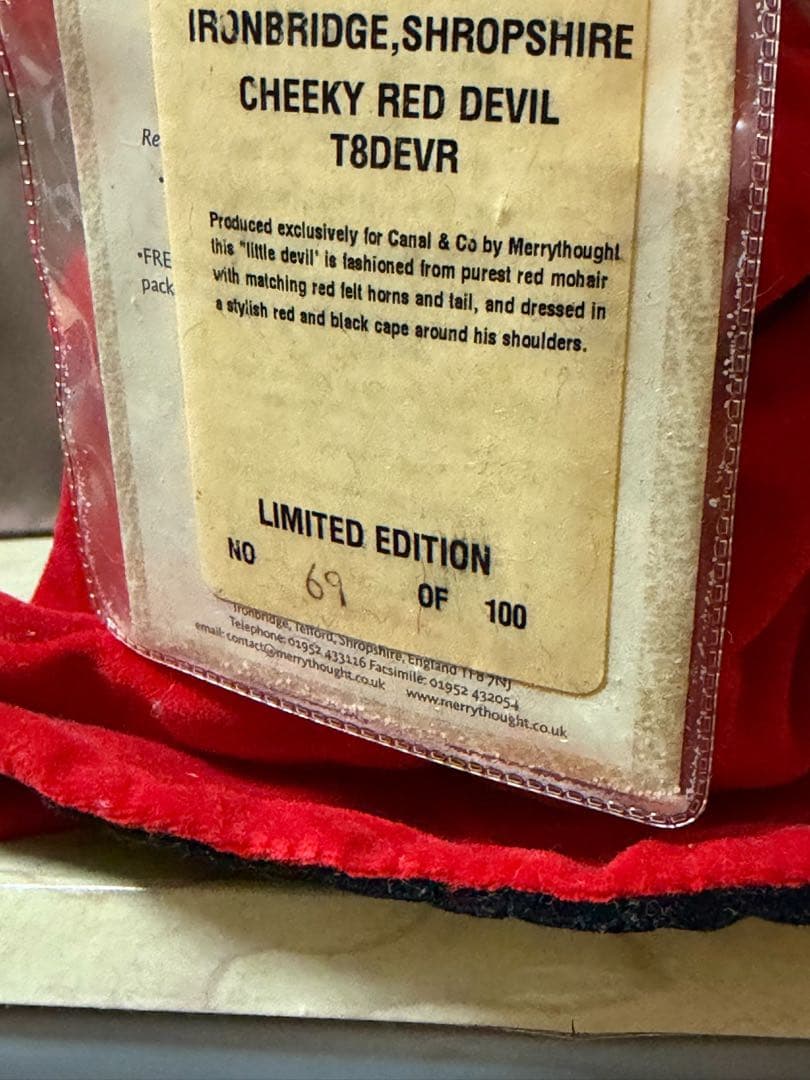 IRONBRIDGE,SHROPSHIRE
CHEEKY RED DEVIL
T8DEVR
Re
•
•FRE
pack
Produced exclusively for Canal & Co by Merrythought
this "little devil' is fashioned from purest red mohair
with matching red felt horns and tail, and dressed in
a stylish red and black cape around his shoulders.
LIMITED EDITION
NO 69 OF 100
Ironbridge, Telford, Shropshire, England TF8 7NJ
Telephone: 01952 433116 Facsimile: 01952 432054
email: contact@merrythought.co.uk www.merrythought.co.uk